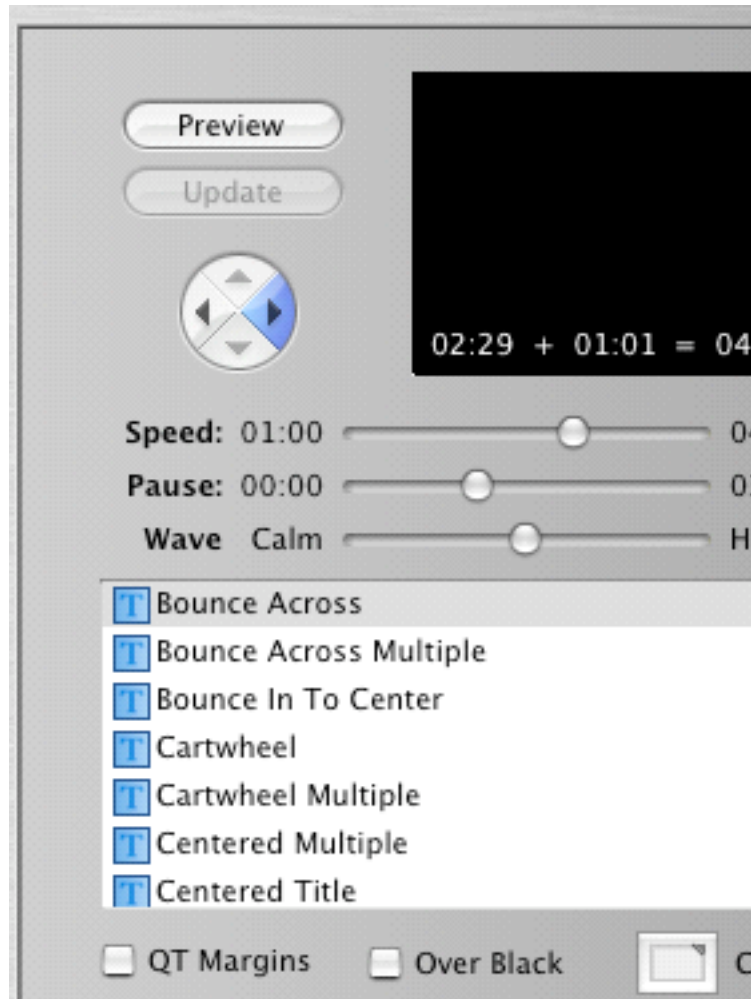 Preview
Update
02:29 + 01:01 = 04
Speed: 01:00
Pause: 00:00
Wave Calm
Bounce Across
Bounce Across Multiple
Bounce In To Center
Cartwheel
Cartwheel Multiple
Centered Multiple
Centered Title
QT Margins Over Black